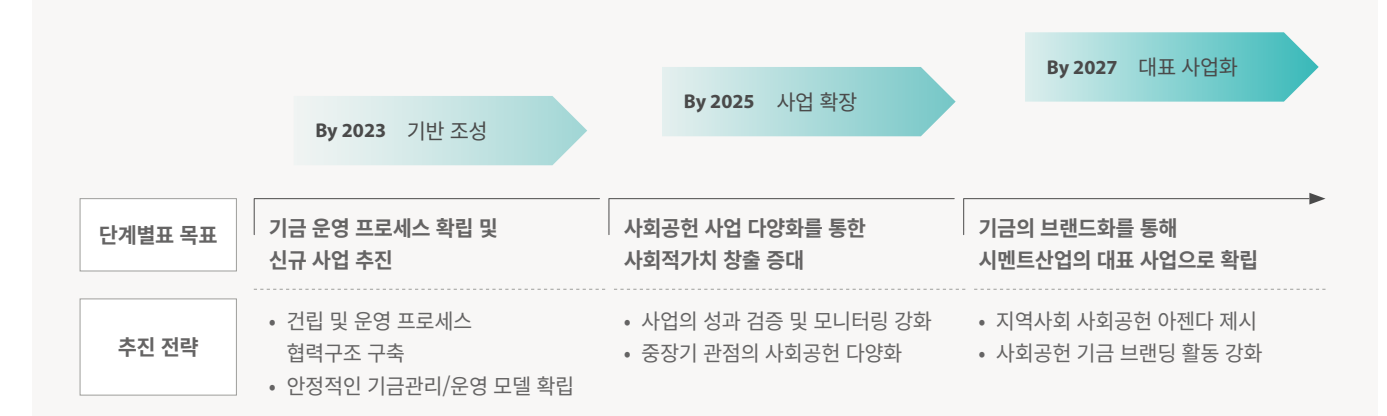 By 2023 기반 조성
By 2025 사업 확장
By 2027 대표 사업화
단계별표 목표
기금 운영 프로세스 확립 및
신규 사업 추진
사회공헌 사업 다양화를 통한
사회적가치 창출 증대
기금의 브랜드화를 통해
시멘트산업의 대표 사업으로 확립
추진 전략
• 건립 및 운영 프로세스
협력구조 구축
• 안정적인 기금관리/운영 모델 확립
• 사업의 성과 검증 및 모니터링 강화
• 중장기 관점의 사회공헌 다양화
• 지역사회 사회공헌 아젠다 제시
• 사회공헌 기금 브랜딩 활동 강화